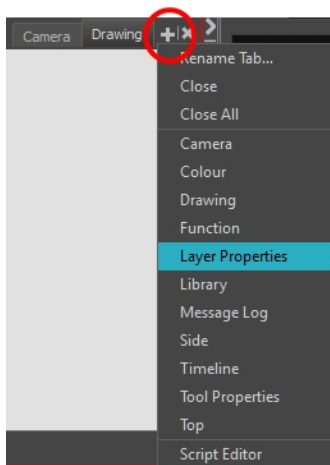 Camera Drawing
Rename Tab...
Close
Close All
Camera
Colour
Drawing
Function
Layer Properties
Library
Message Log
Side
Timeline
Tool Properties
Top
Script Editor